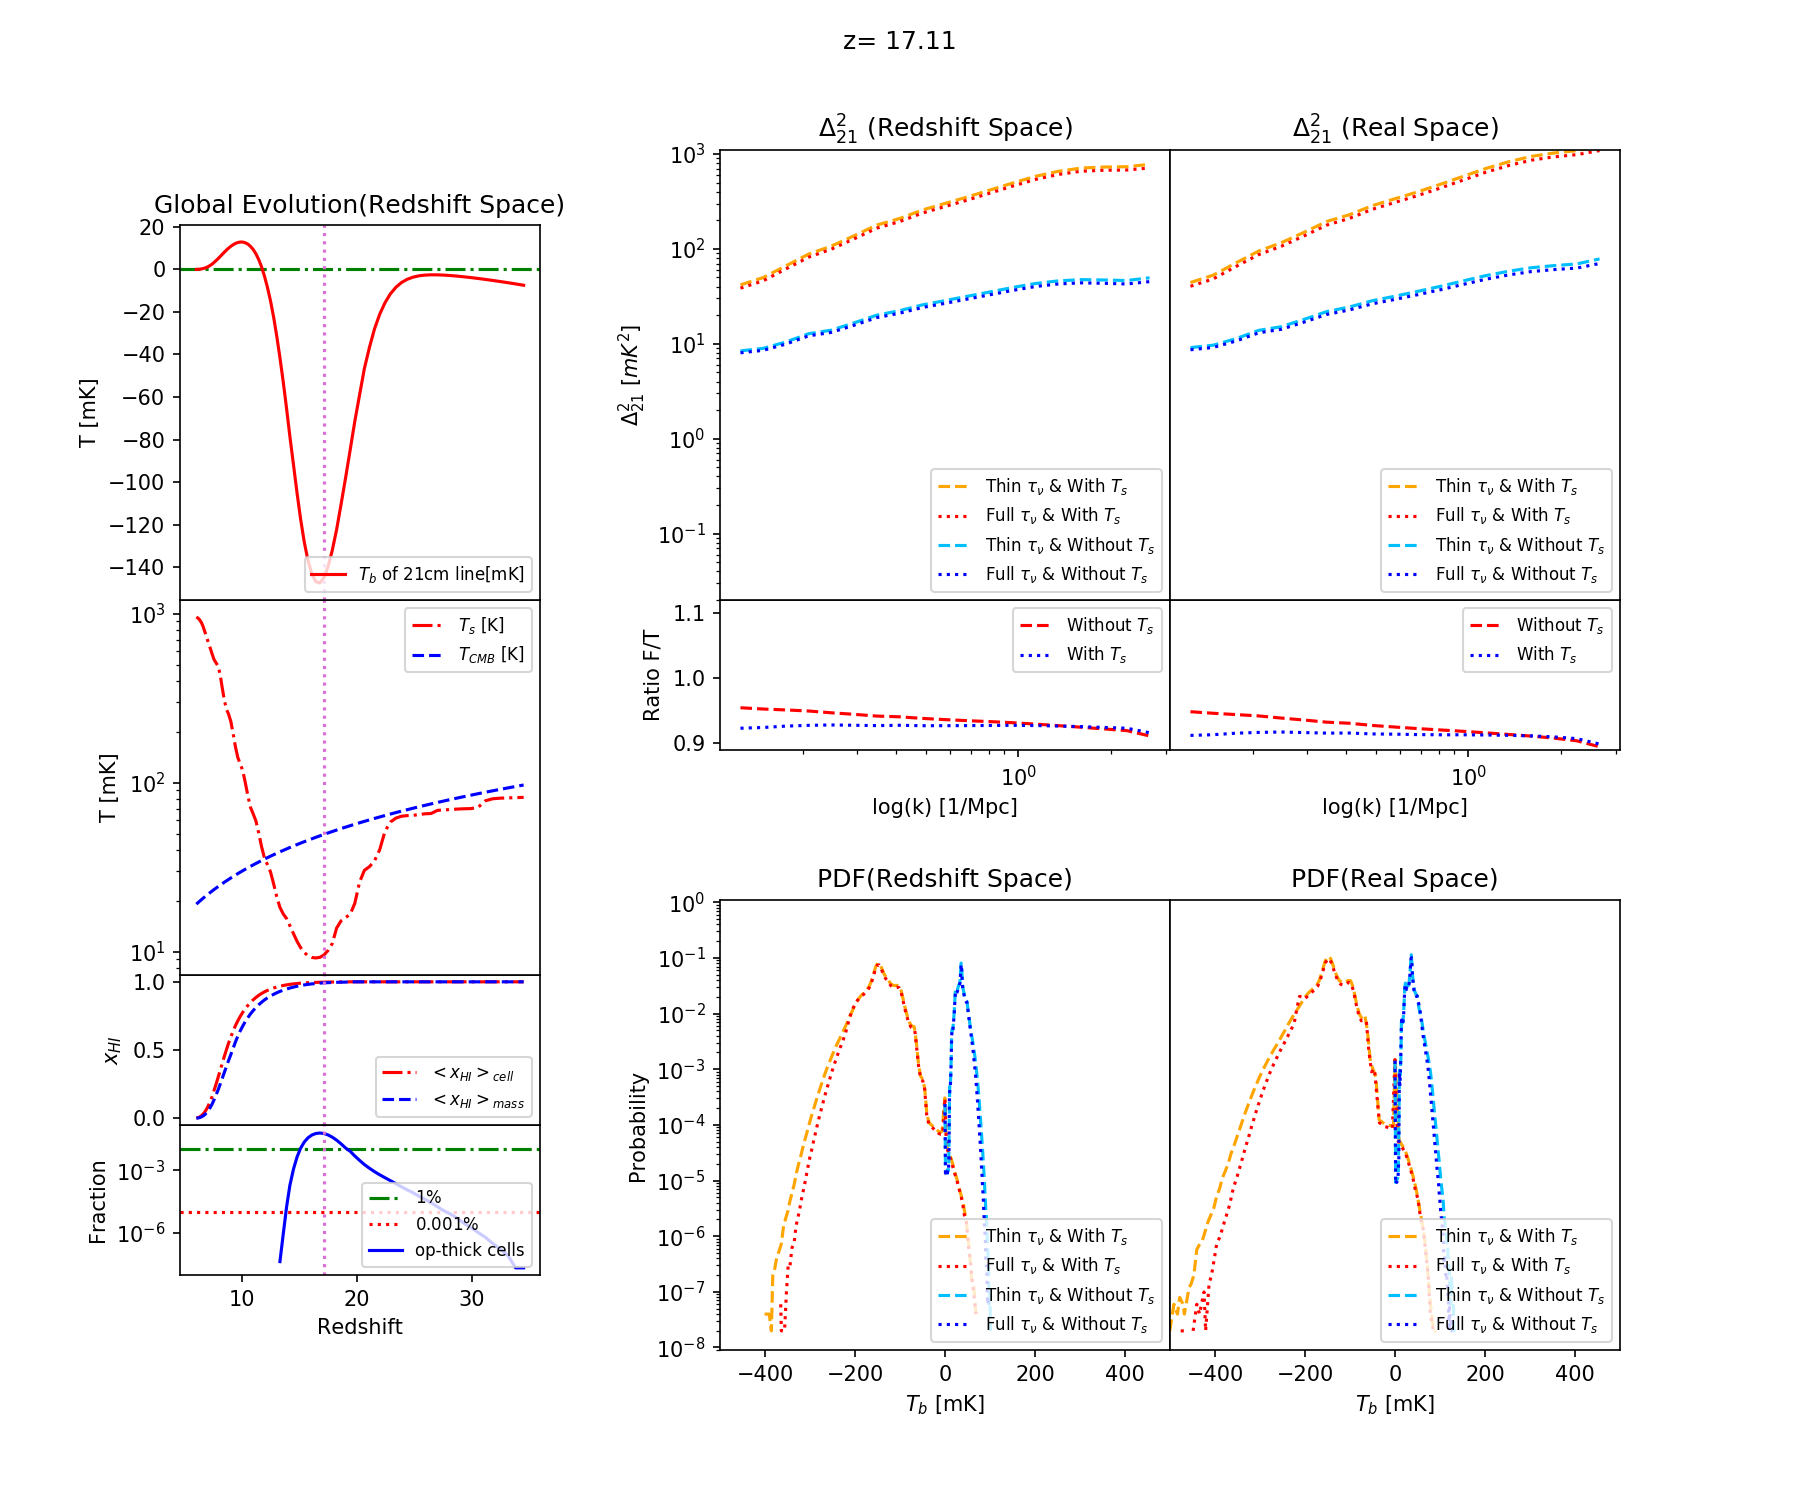 z= 17.11
Global Evolution(Redshift Space)
20
0
−20
−40
−60
−80
−100
−120
−140
T [mK]
T_b of 21cm line[mK]
10^3
10^2
10^1
T [mK]
T_s [K]
T_CMB [K]
1.0
0.5
0.0
x_HI
< x_HI >_cell
< x_HI >_mass
10^−3
10^−6
Fraction
1%
0.001%
op-thick cells
10 20 30
Redshift
Δ^2_21 (Redshift Space)
Δ^2_21 (Real Space)
10^3
10^2
10^1
10^0
10^−1
Δ^2_21 [mK^2]
Thin τ_ν & With T_s
Full τ_ν & With T_s
Thin τ_ν & Without T_s
Full τ_ν & Without T_s
Thin τ_ν & With T_s
Full τ_ν & With T_s
Thin τ_ν & Without T_s
Full τ_ν & Without T_s
1.1
1.0
0.9
Ratio F/T
Without T_s
With T_s
Without T_s
With T_s
10^0
10^0
log(k) [1/Mpc]
log(k) [1/Mpc]
PDF(Redshift Space)
PDF(Real Space)
10^0
10^−1
10^−2
10^−3
10^−4
10^−5
10^−6
10^−7
10^−8
Probability
Thin τ_ν & With T_s
Full τ_ν & With T_s
Thin τ_ν & Without T_s
Full τ_ν & Without T_s
Thin τ_ν & With T_s
Full τ_ν & With T_s
Thin τ_ν & Without T_s
Full τ_ν & Without T_s
−400 −200 0 200 400
−400 −200 0 200 400
T_b [mK]
T_b [mK]